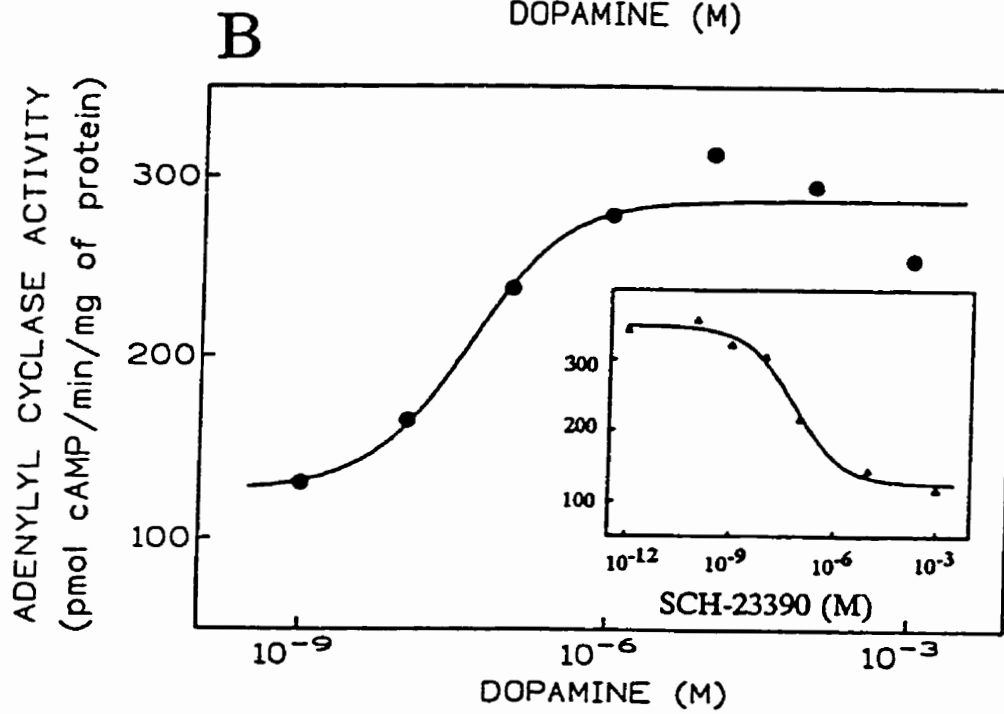 DOPAMINE (M)
B
ADENYLYL CYCLASE ACTIVITY
(pmol cAMP/min/mg of protein)
300
200
100
10-9
10-6
10-3
DOPAMINE (M)
300
200
100
10-12
10-9
10-6
10-3
SCH-23390 (M)